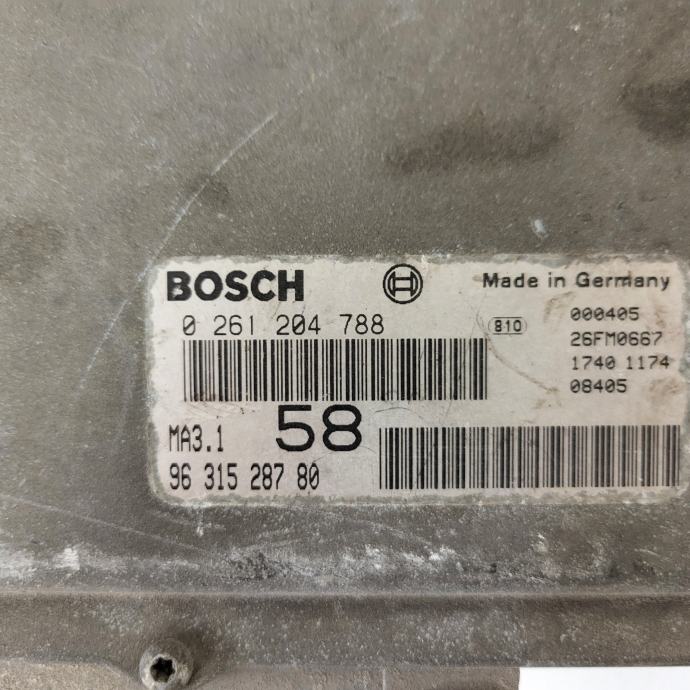 BOSCH Made in Germany
0 261 204 788 810 000405
26FM0667
1740 1174
08405
MA3.1 58
96 315 287 80